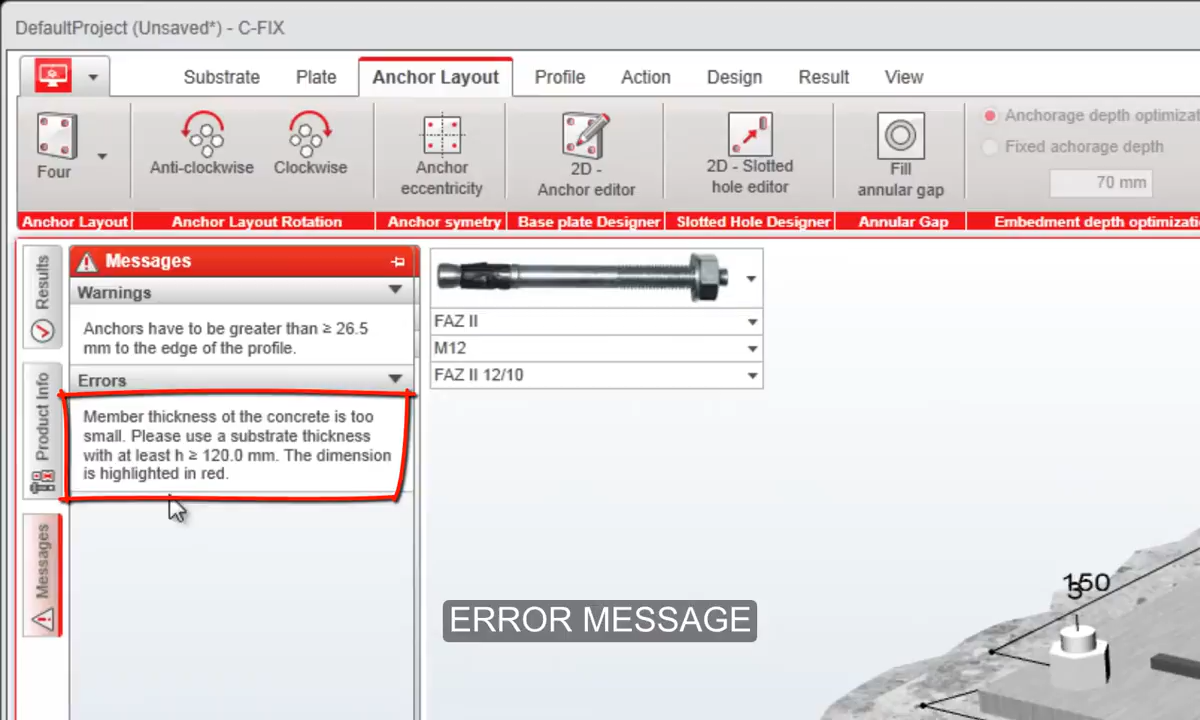 DefaultProject (Unsaved*) - C-FIX
Substrate
Plate
Anchor Layout
Profile
Action
Design
Result
View
Four
Anti-clockwise
Clockwise
Anchor
eccentricity
2D -
Anchor editor
2D - Slotted
hole editor
Fill
annular gap
Anchorage depth optimizat
Fixed achorage depth
70 mm
Anchor Layout
Anchor Layout Rotation
Anchor symetry
Base plate Designer
Slotted Hole Designer
Annular Gap
Embedment depth optimizati
Results
Product Info
Messages
Messages
Warnings
Anchors have to be greater than ≥ 26.5
mm to the edge of the profile.
Errors
Member thickness of the concrete is too
small. Please use a substrate thickness
with at least h ≥ 120.0 mm. The dimension
is highlighted in red.
FAZ II
M12
FAZ II 12/10
ERROR MESSAGE
150
3